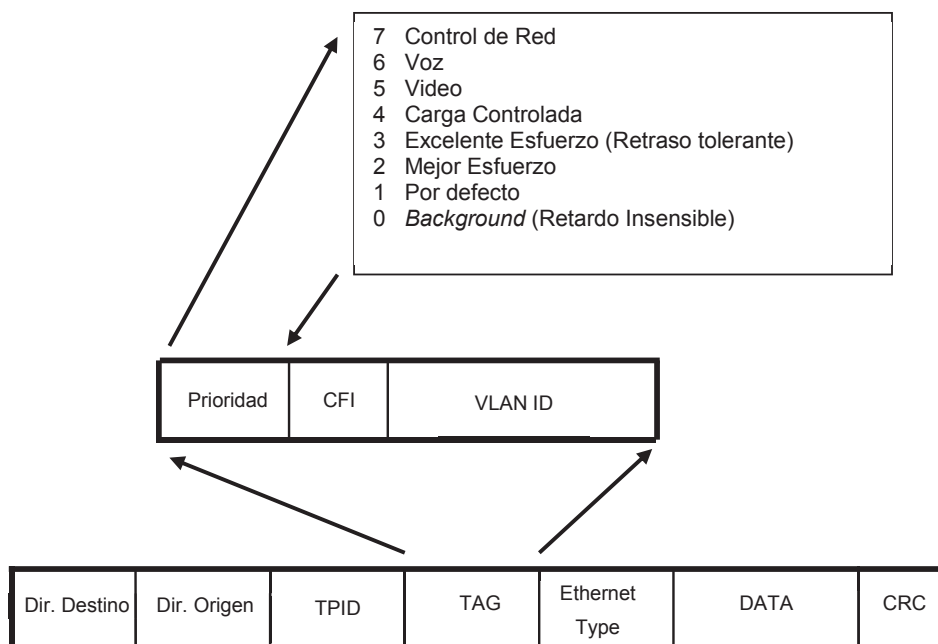 7 Control de Red
6 Voz
5 Video
4 Carga Controlada
3 Excelente Esfuerzo (Retraso tolerante)
2 Mejor Esfuerzo
1 Por defecto
0 Background (Retardo Insensible)
Prioridad CFI VLAN ID
Dir. Destino Dir. Origen TPID TAG Ethernet Type DATA CRC